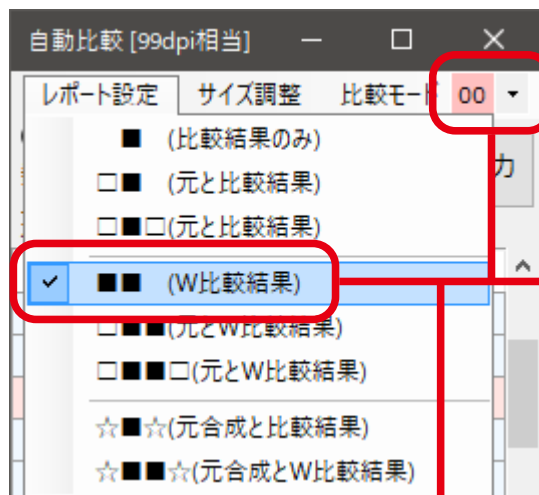 自動比較 [99dpi相当]
レポート設定 サイズ調整 比較モード 00
■ (比較結果のみ)
カ
□■ (元と比較結果)
□■□(元と比較結果)
✓ ■■ (W比較結果)
□■■(元とW比較結果)
□■■□(元とW比較結果)
☆■☆(元合成と比較結果)
☆■■☆(元合成とW比較結果)